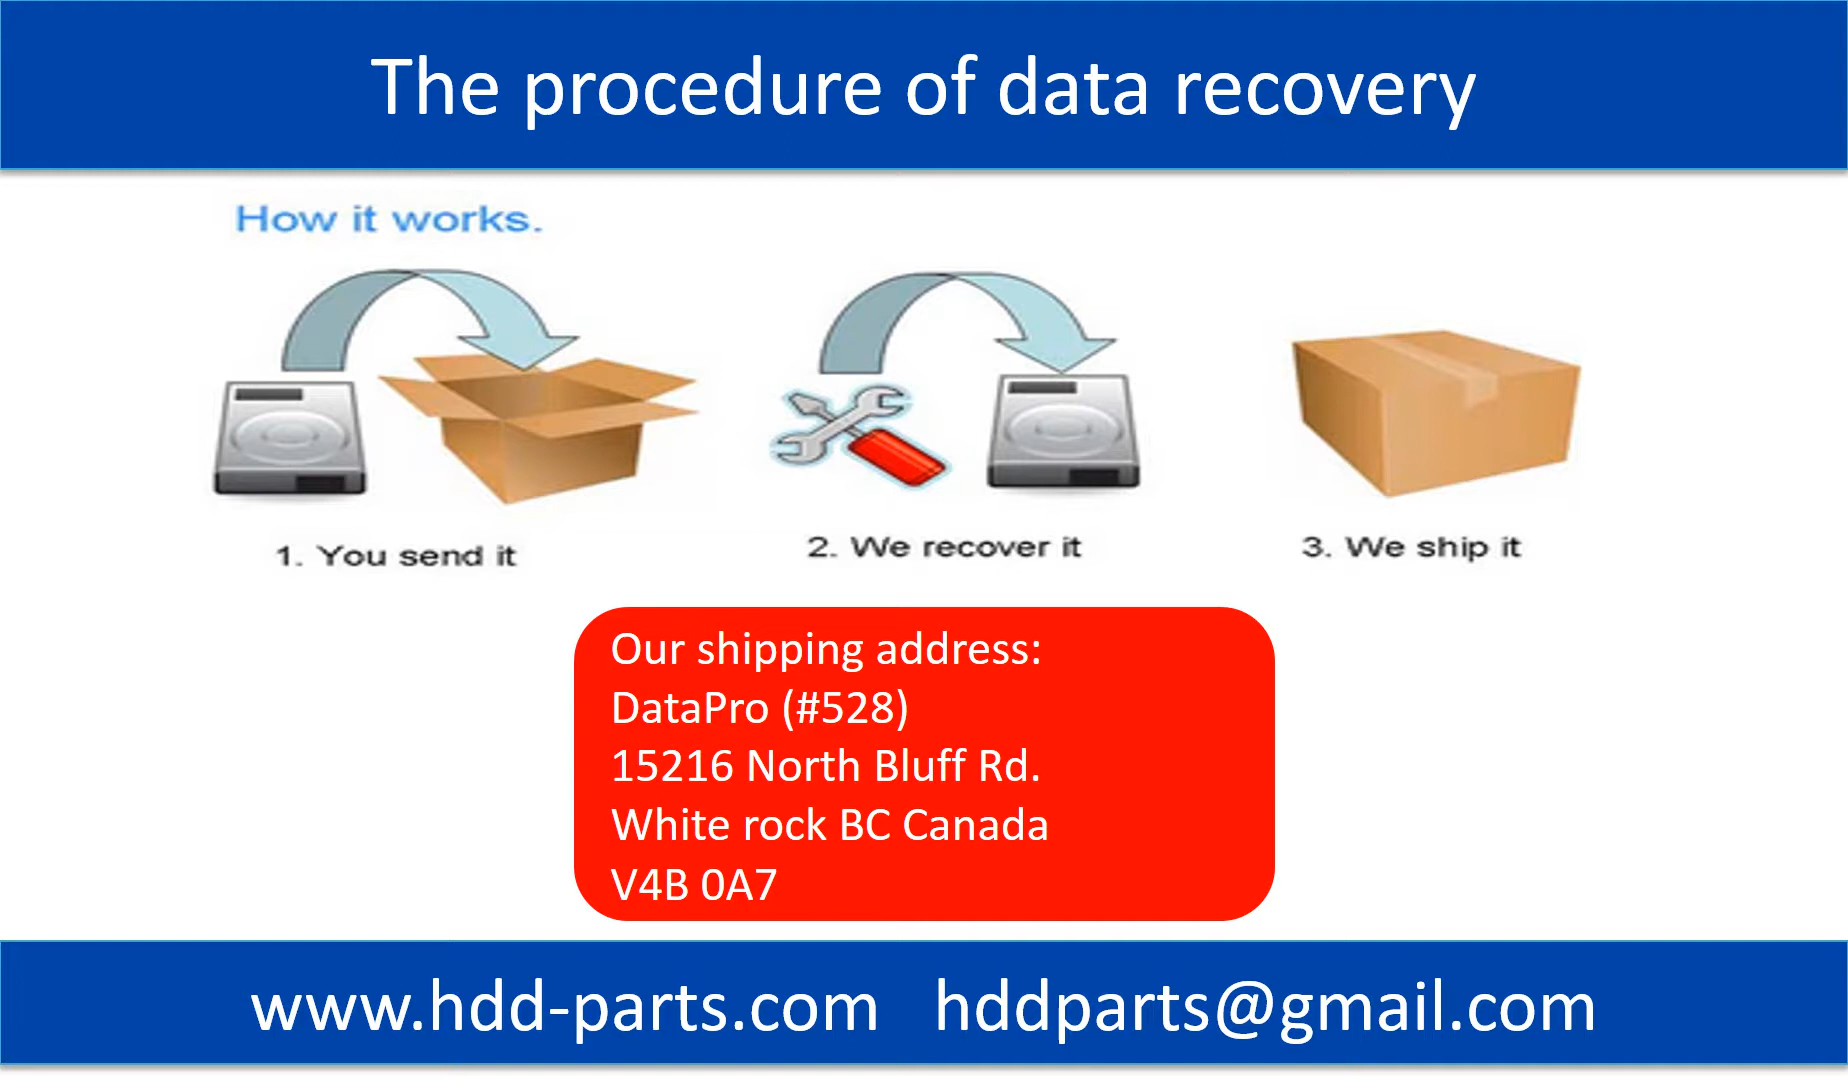 The procedure of data recovery
How it works.
1. You send it
2. We recover it
3. We ship it
Our shipping address:
DataPro (#528)
15216 North Bluff Rd.
White rock BC Canada
V4B 0A7
www.hdd-parts.com hddparts@gmail.com